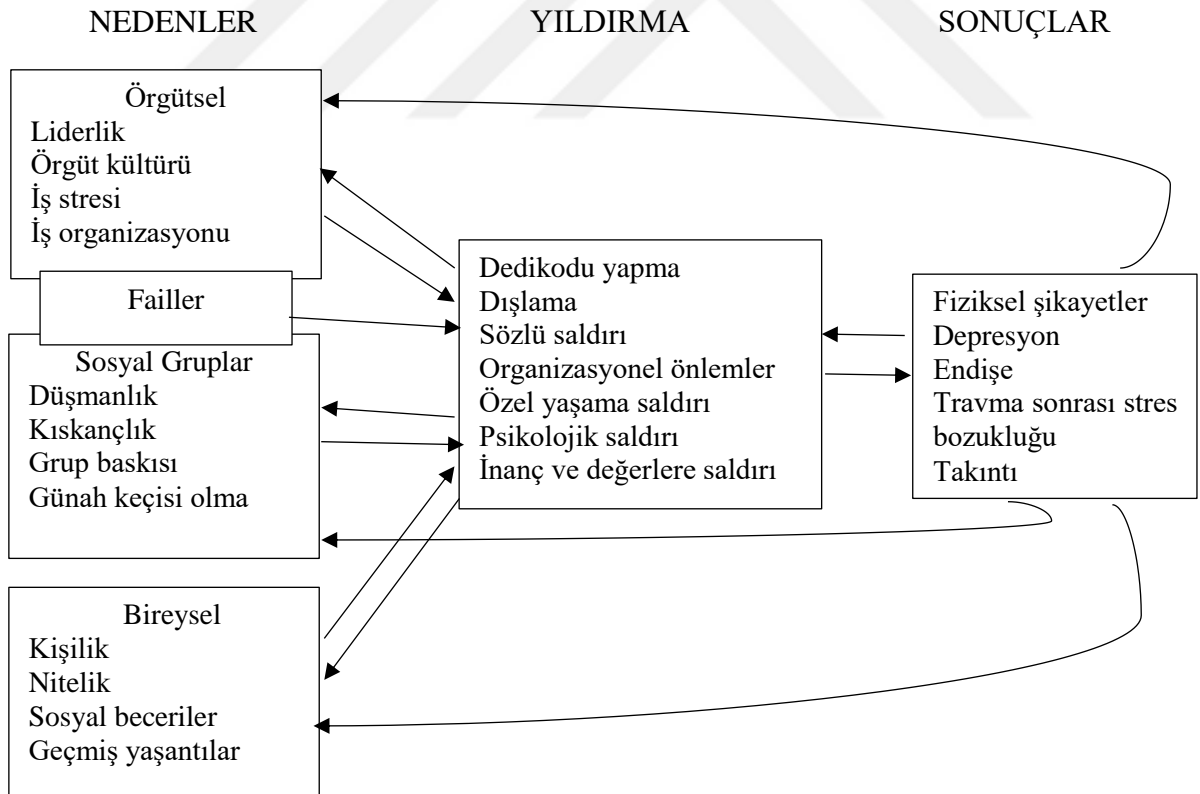 NEDENLER
YILDIRMA
SONUÇLAR
Örgütsel
Liderlik
Örgüt kültürü
İş stresi
İş organizasyonu
Failler
Sosyal Gruplar
Düşmanlık
Kıskançlık
Grup baskısı
Günah keçisi olma
Bireysel
Kişilik
Nitelik
Sosyal beceriler
Geçmiş yaşantılar
Dedikodu yapma
Dışlama
Sözlü saldırı
Organizasyonel önlemler
Özel yaşama saldırı
Psikolojik saldırı
İnanç ve değerlere saldırı
Fiziksel şikayetler
Depresyon
Endişe
Travma sonrası stres
bozukluğu
Takıntı